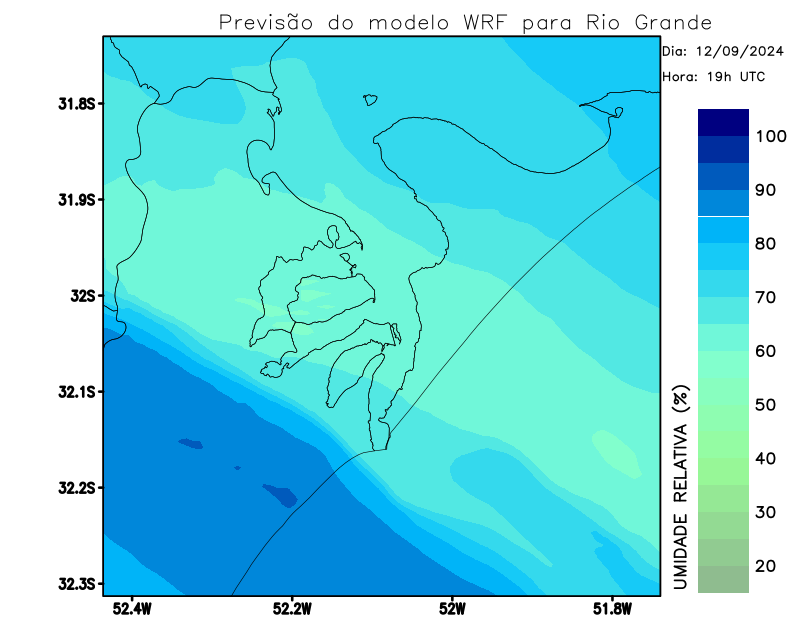 Previsão do modelo WRF para Rio Grande
Dia: 12/09/2024
Hora: 19h UTC
31.8S
31.9S
32S
32.1S
32.2S
32.3S
52.4W
52.2W
52W
51.8W
100
90
80
70
60
50
40
30
20
UMIDADE RELATIVA (%)